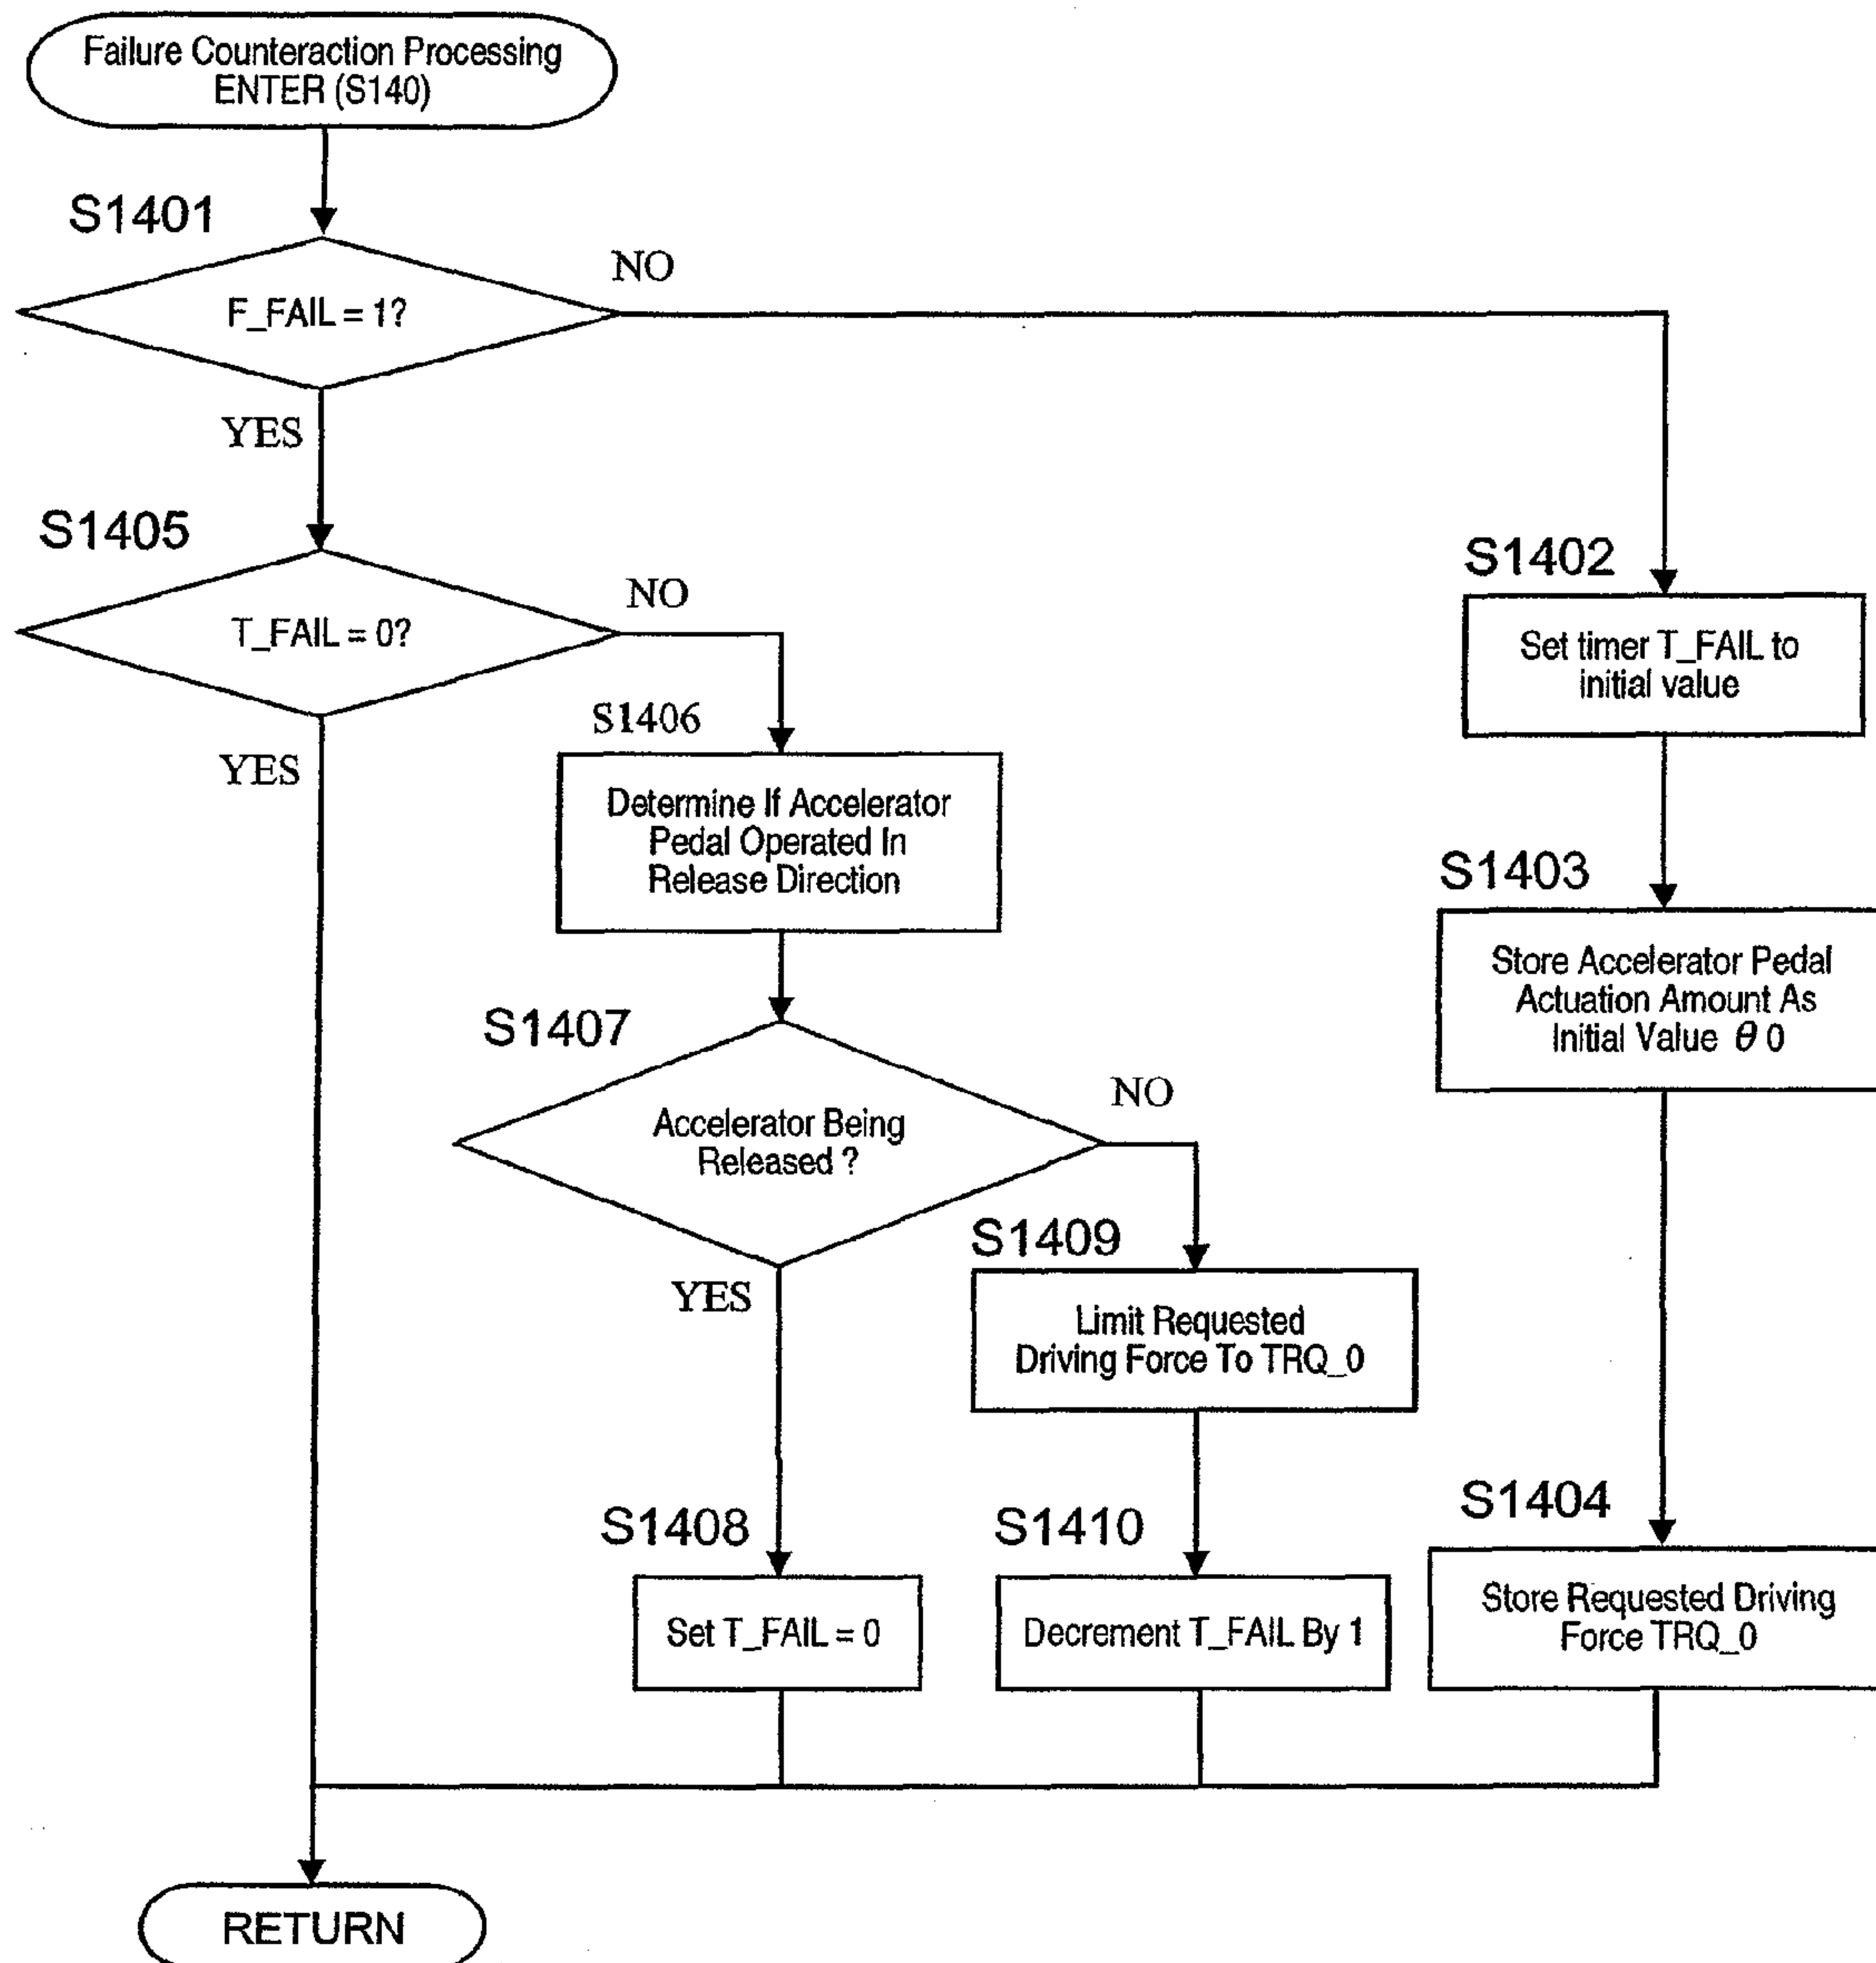 Failure Counteraction Processing
ENTER (S140)
S1401
F_FAIL = 1?
NO
YES
S1405
T_FAIL = 0?
NO
YES
S1402
Set timer T_FAIL to
initial value
S1406
Determine If Accelerator
Pedal Operated In
Release Direction
S1403
Store Accelerator Pedal
Actuation Amount As
Initial Value θ 0
S1407
Accelerator Being
Released ?
NO
YES
S1409
Limit Requested
Driving Force To TRQ_0
S1408
Set T_FAIL = 0
S1410
Decrement T_FAIL By 1
S1404
Store Requested Driving
Force TRQ_0
RETURN